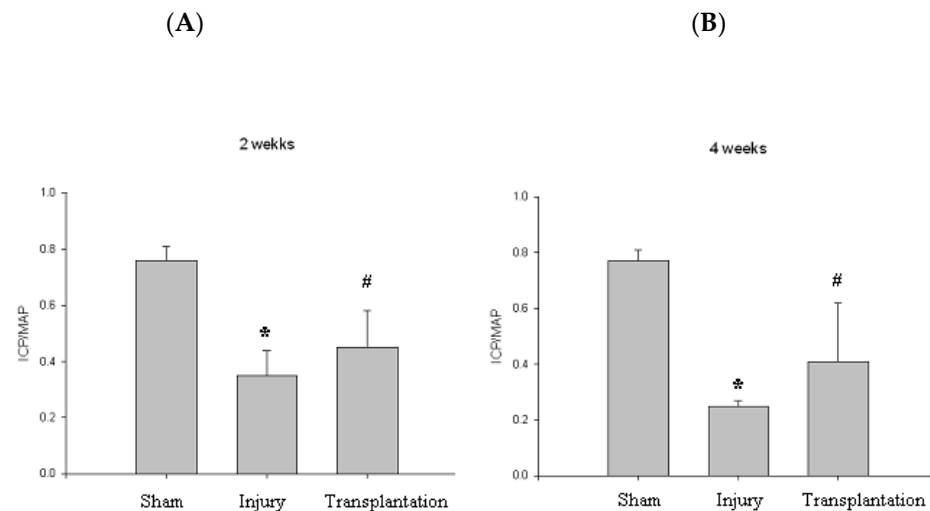 (A)
(B)
2 wekks
1.0
0.8
0.6
0.4
0.2
0.0
ICP/MAP
*
#
Sham Injury Transplantation
4 weeks
1.0
0.8
0.6
0.4
0.2
0.0
ICP/MAP
*
#
Sham Injury Transplantation